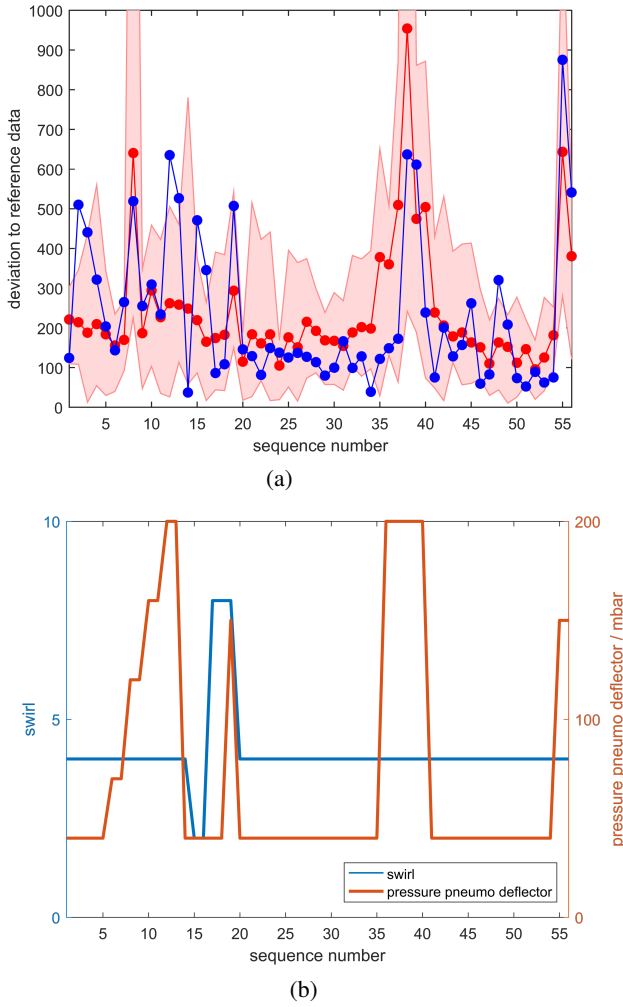 1000
900
800
700
600
500
400
300
200
100
0
deviation to reference data
5 10 15 20 25 30 35 40 45 50 55
sequence number
(a)
10
5
0
swirl
200
100
0
pressure pneumo deflector / mbar
swirl
pressure pneumo deflector
5 10 15 20 25 30 35 40 45 50 55
sequence number
(b)